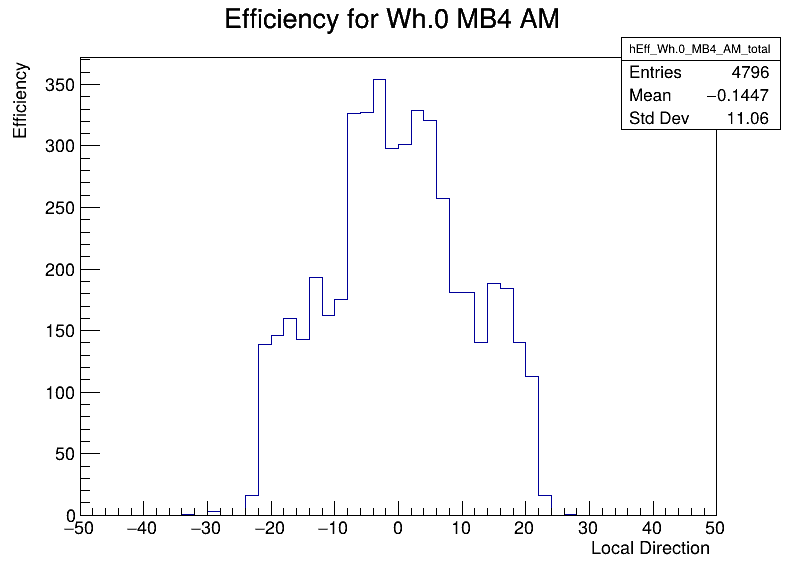 Efficiency for Wh.0 MB4 AM
hEff_Wh.0_MB4_AM_total
Entries 4796
Mean −0.1447
Std Dev 11.06
Efficiency
350
300
250
200
150
100
50
0
−50 −40 −30 −20 −10 0 10 20 30 40 50
Local Direction